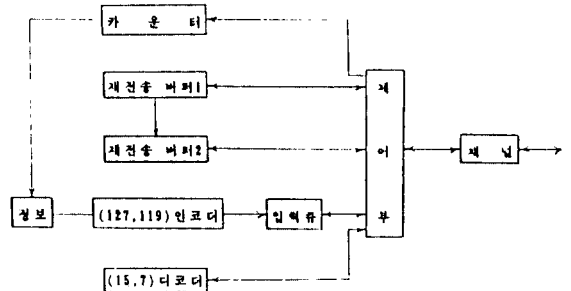 카 운 터
재전송 버퍼1
재전송 버퍼2
제
어
부
채 널
정보
(127,119)인코더
입력큐
(15,7)디코더